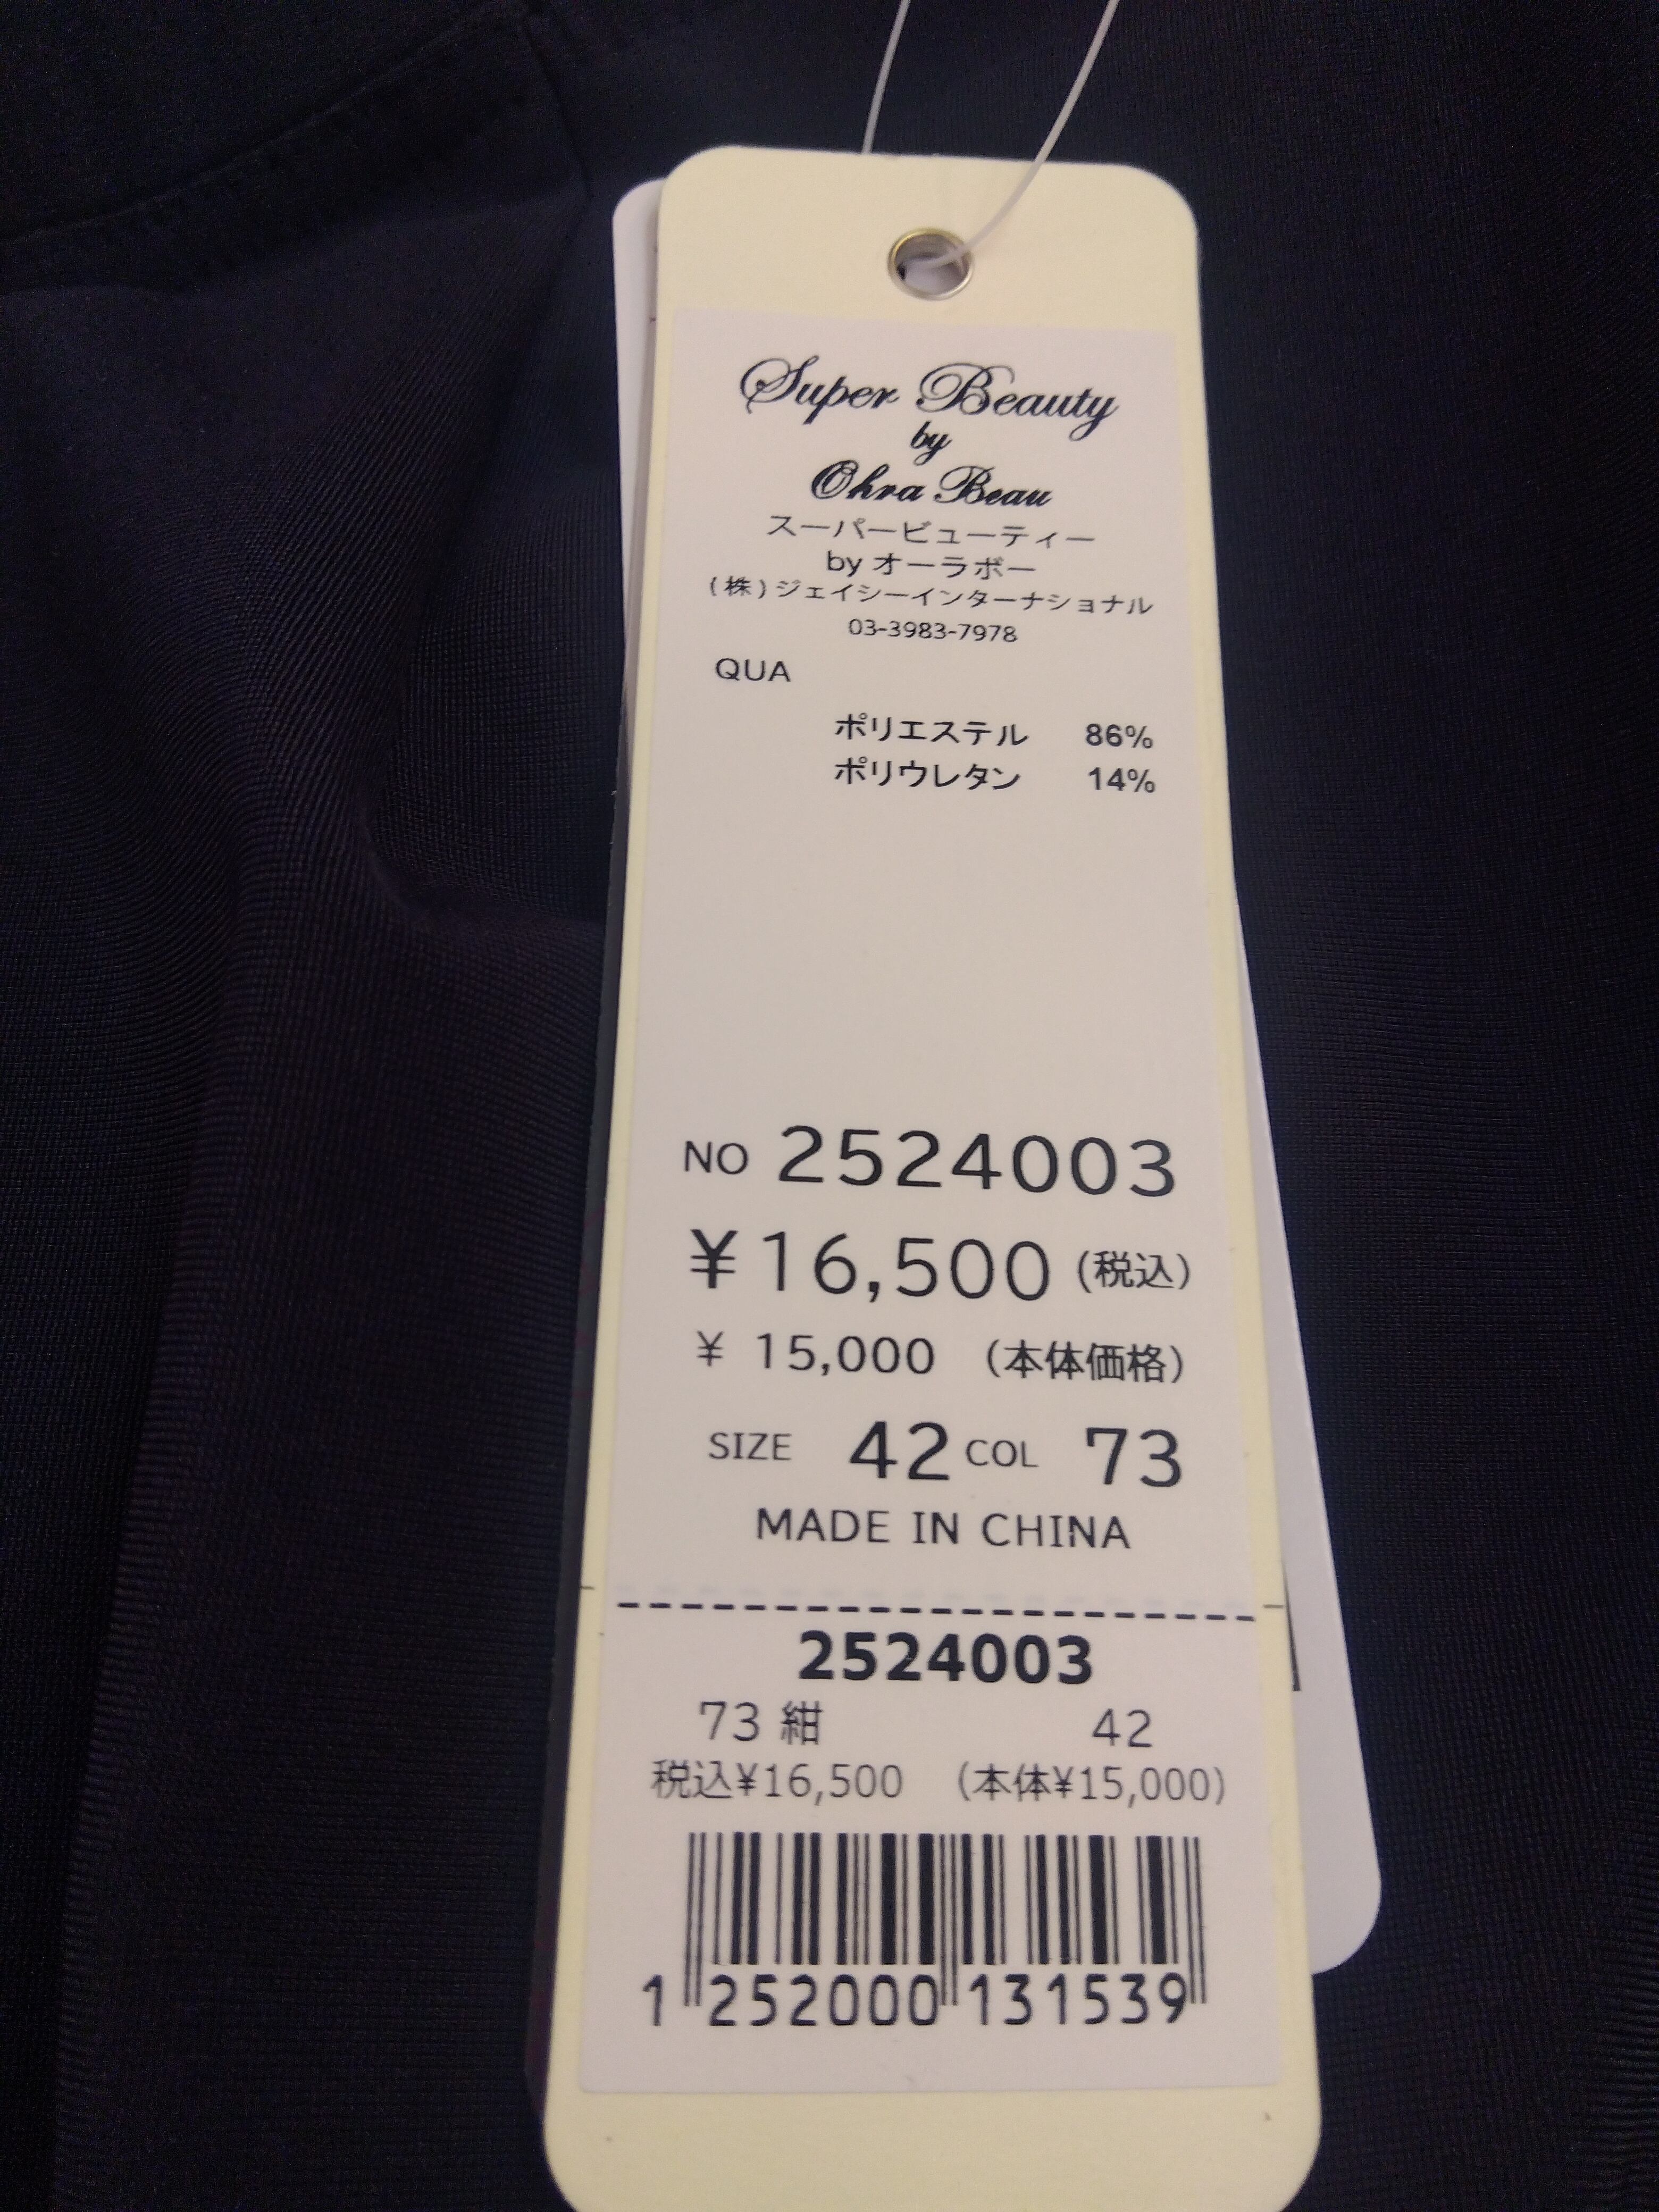 Super Beauty
by
Ohra Beau
スーパービューティー
by オーラボー
(株)ジェイシーインターナショナル
03-3983-7978
QUA
ポリエステル 86%
ポリウレタン 14%
NO 2524003
¥16,500 (税込)
¥ 15,000 (本体価格)
SIZE 42 COL 73
MADE IN CHINA
2524003
73 紺 42
税込¥16,500 (本体¥15,000)
1 252000 131539